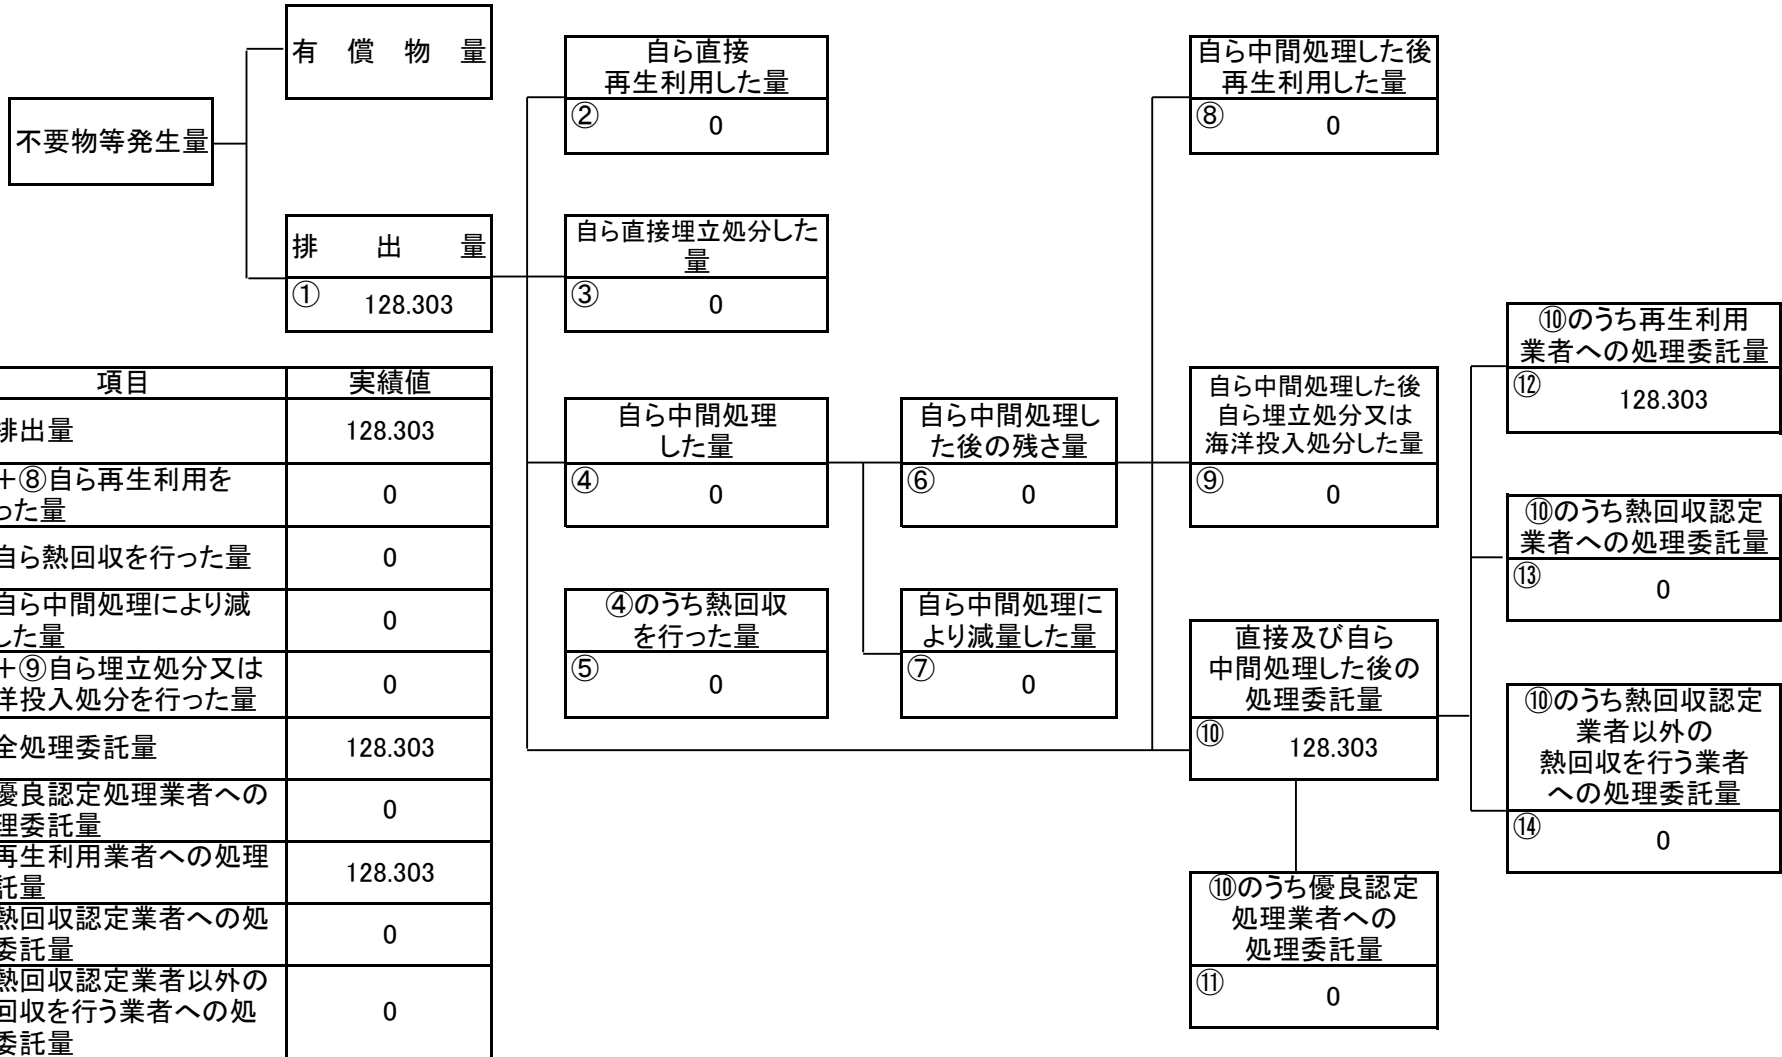 不要物等発生量
有　償　物　量
排　　出　　量
① 128.303
自ら直接
再生利用した量
② 0
自ら直接埋立処分した
量
③ 0
自ら中間処理
した量
④ 0
④のうち熱回収
を行った量
⑤ 0
自ら中間処理し
た後の残さ量
⑥ 0
自ら中間処理に
より減量した量
⑦ 0
自ら中間処理した後
再生利用した量
⑧ 0
自ら中間処理した後
自ら埋立処分又は
海洋投入処分した量
⑨ 0
直接及び自ら
中間処理した後の
処理委託量
⑩ 128.303
⑩のうち優良認定
処理業者への
処理委託量
⑪ 0
⑩のうち再生利用
業者への処理委託量
⑫ 128.303
⑩のうち熱回収認定
業者への処理委託量
⑬ 0
⑩のうち熱回収認定
業者以外の
熱回収を行う業者
への処理委託量
⑭ 0
項目 実績値
排出量 128.303
＋⑧自ら再生利用を
った量 0
自ら熱回収を行った量 0
自ら中間処理により減
した量 0
＋⑨自ら埋立処分又は
洋投入処分を行った量 0
全処理委託量 128.303
優良認定処理業者への
理委託量 0
再生利用業者への処理
託量 128.303
熱回収認定業者への処
委託量 0
熱回収認定業者以外の
回収を行う業者への処
委託量 0